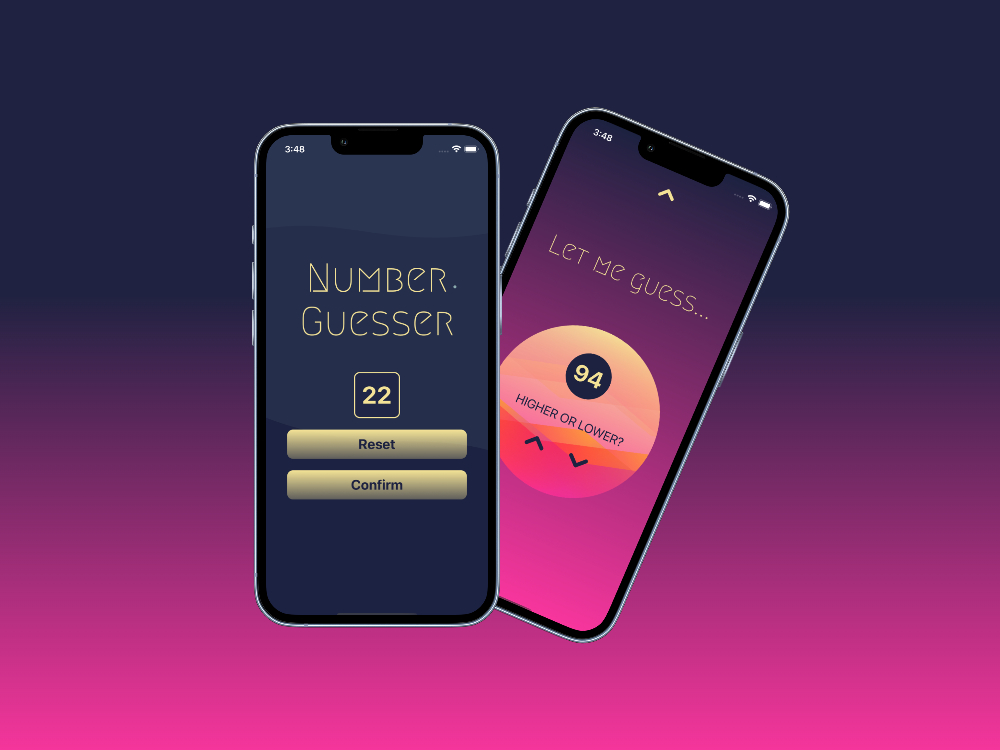 3:48
Number
Guesser
22
Reset
Confirm
3:48
Let me guess...
94
HIGHER OR LOWER?